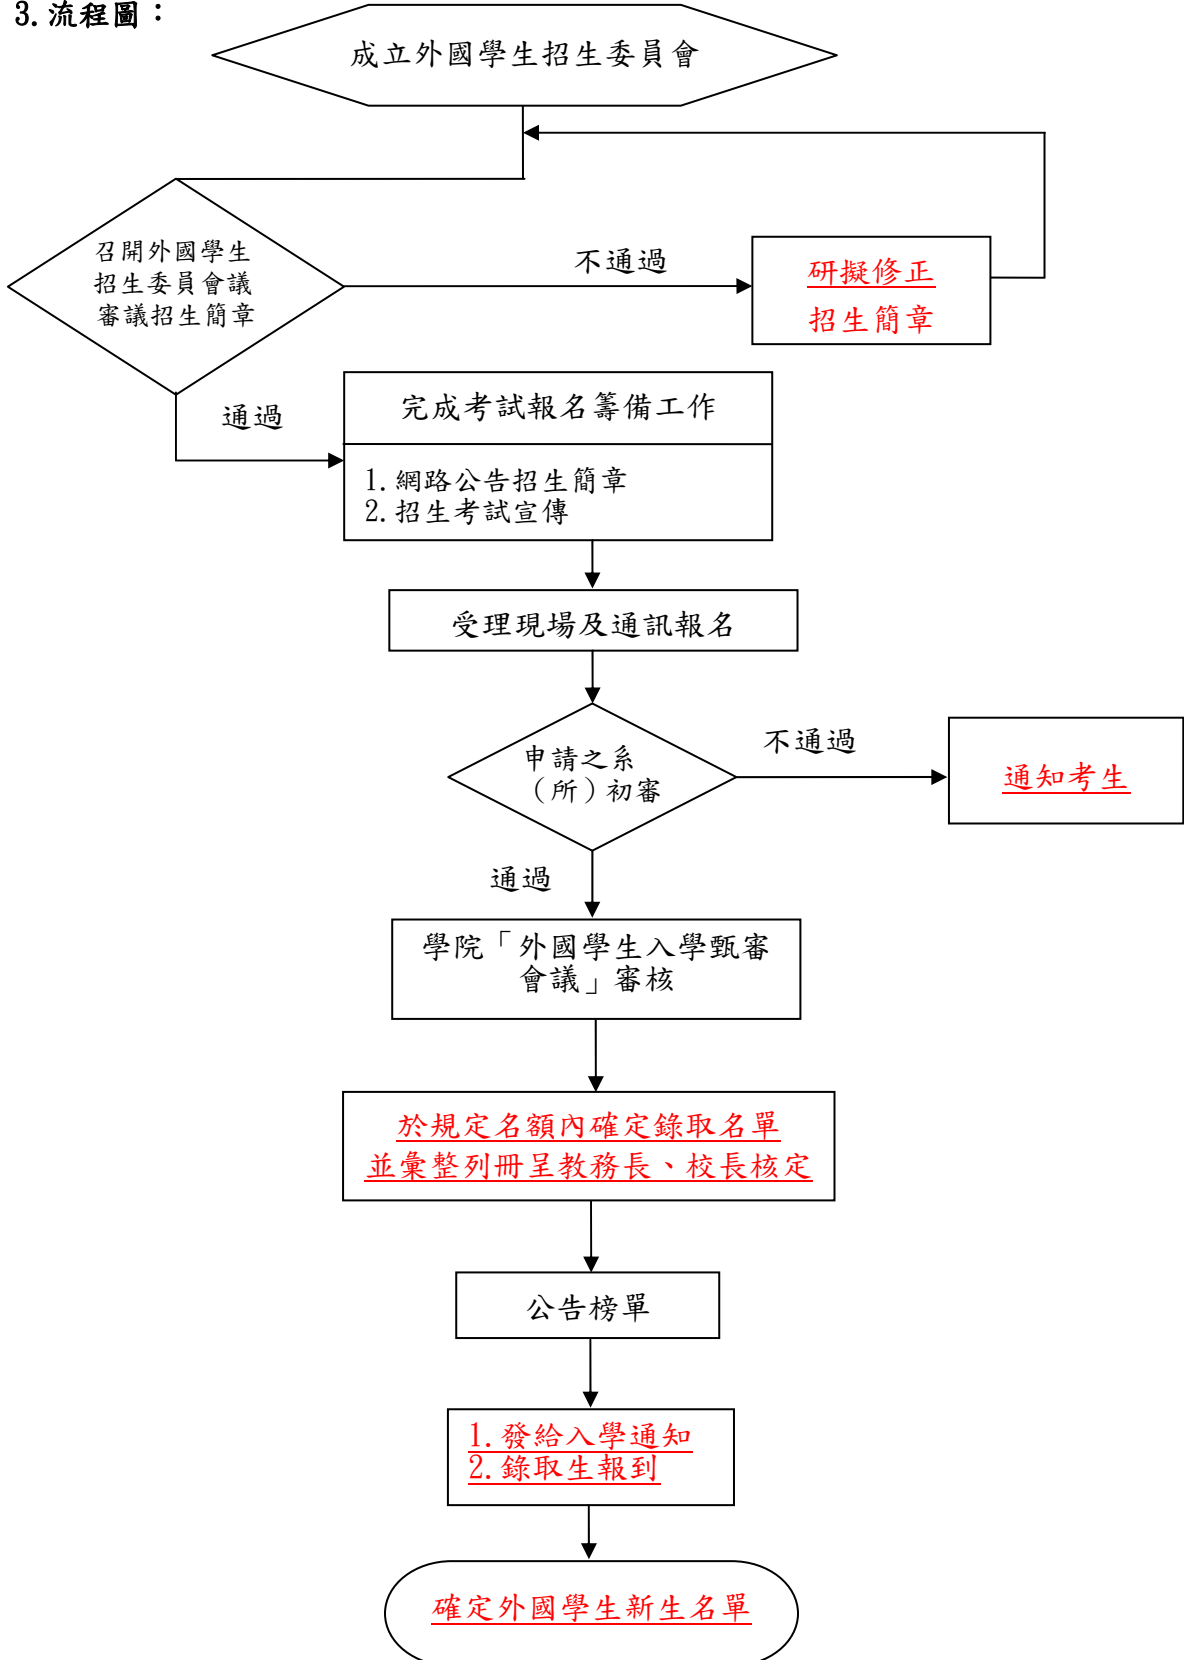 3.流程圖：
成立外國學生招生委員會
召開外國學生
招生委員會議
審議招生簡章
不通過
研擬修正
招生簡章
通過
完成考試報名籌備工作
1.網路公告招生簡章
2.招生考試宣傳
受理現場及通訊報名
申請之系
（所）初審
不通過
通知考生
通過
學院「外國學生入學甄審
會議」審核
於規定名額內確定錄取名單
並彙整列冊呈教務長、校長核定
公告榜單
1.發給入學通知
2.錄取生報到
確定外國學生新生名單